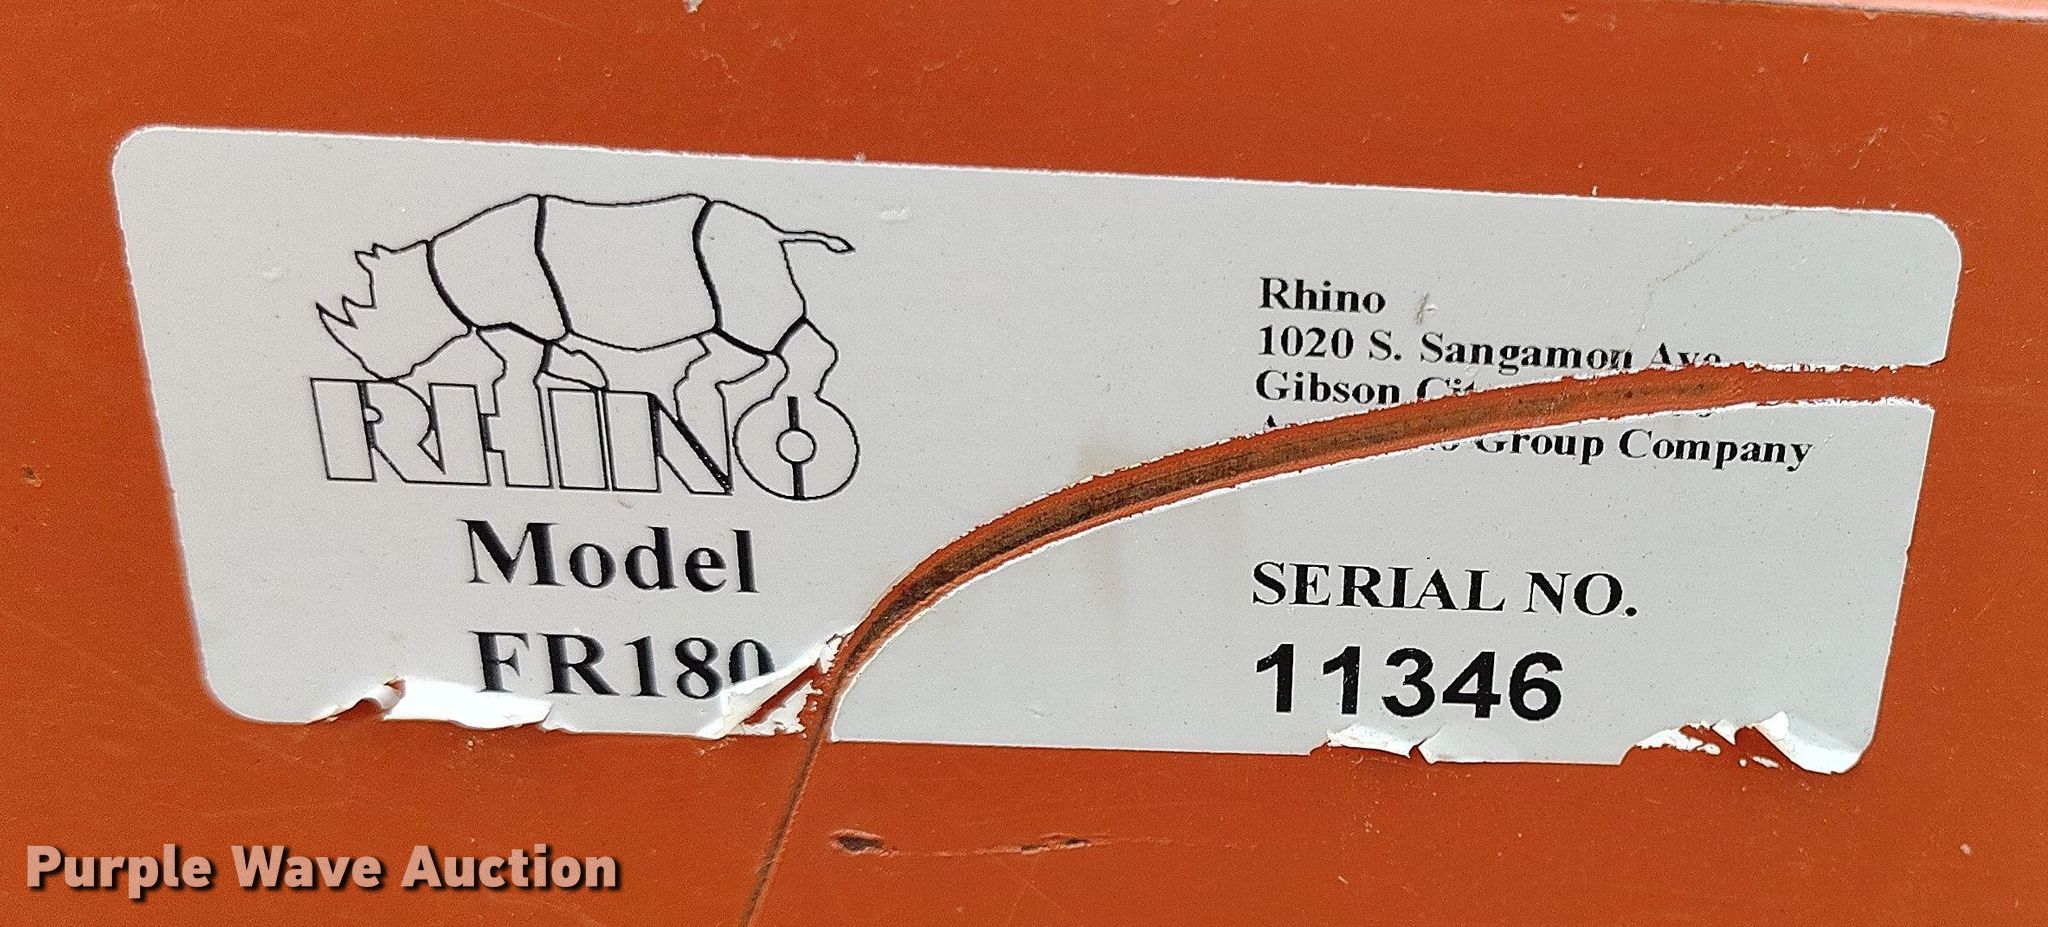 RHINO
Model
FR180
Rhino
1020 S. Sangamon Ave
Gibson
Group Company
SERIAL NO.
11346
Purple Wave Auction